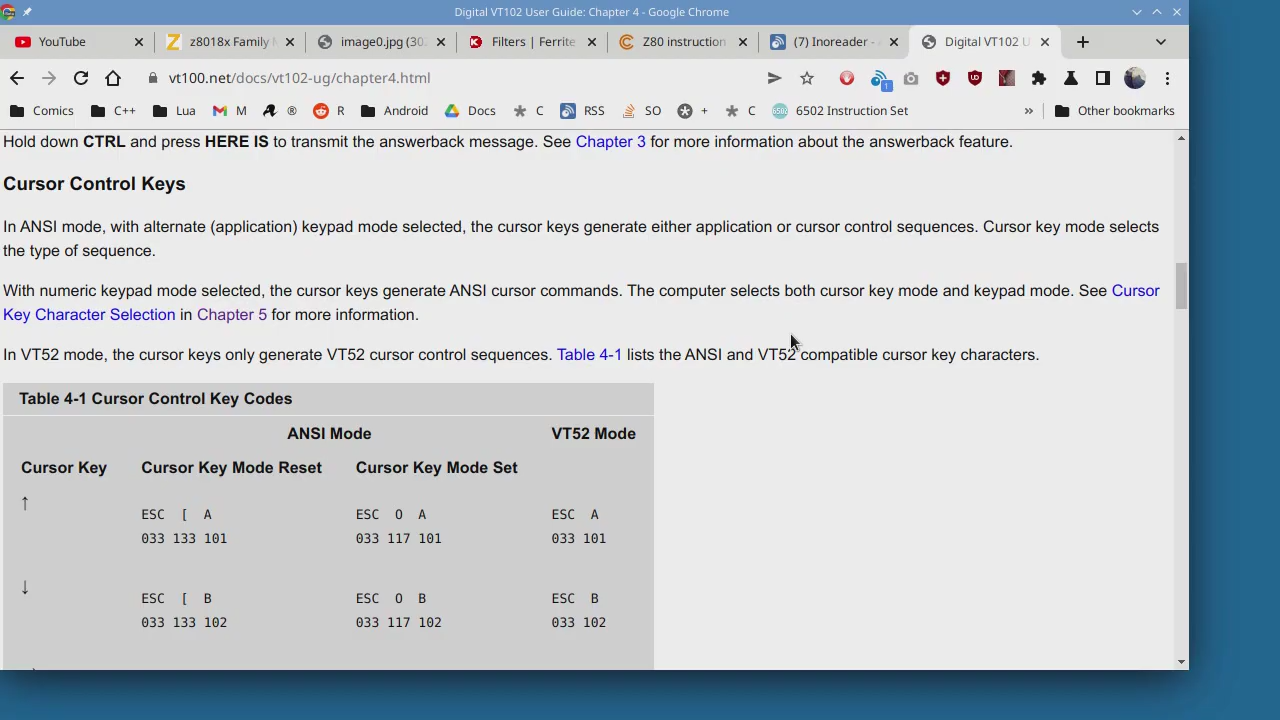 Digital VT102 User Guide: Chapter 4 - Google Chrome
YouTube
z8018x Family
image0.jpg (30
Filters | Ferrite
Z80 instruction
(7) Inoreader -
Digital VT102 U
vt100.net/docs/vt102-ug/chapter4.html
1
Comics C++ Lua M Android R Docs C RSS SO + C 6502 Instruction Set » Other bookmarks
Hold down CTRL and press HERE IS to transmit the answerback message. See Chapter 3 for more information about the answerback feature.
Cursor Control Keys
In ANSI mode, with alternate (application) keypad mode selected, the cursor keys generate either application or cursor control sequences. Cursor key mode selects
the type of sequence.
With numeric keypad mode selected, the cursor keys generate ANSI cursor commands. The computer selects both cursor key mode and keypad mode. See Cursor
Key Character Selection in Chapter 5 for more information.
In VT52 mode, the cursor keys only generate VT52 cursor control sequences. Table 4-1 lists the ANSI and VT52 compatible cursor key characters.
Table 4-1 Cursor Control Key Codes
ANSI Mode VT52 Mode
Cursor Key Cursor Key Mode Reset Cursor Key Mode Set
↑
ESC [ A ESC O A ESC A
033 133 101 033 117 101 033 101
↓
ESC [ B ESC O B ESC B
033 133 102 033 117 102 033 102